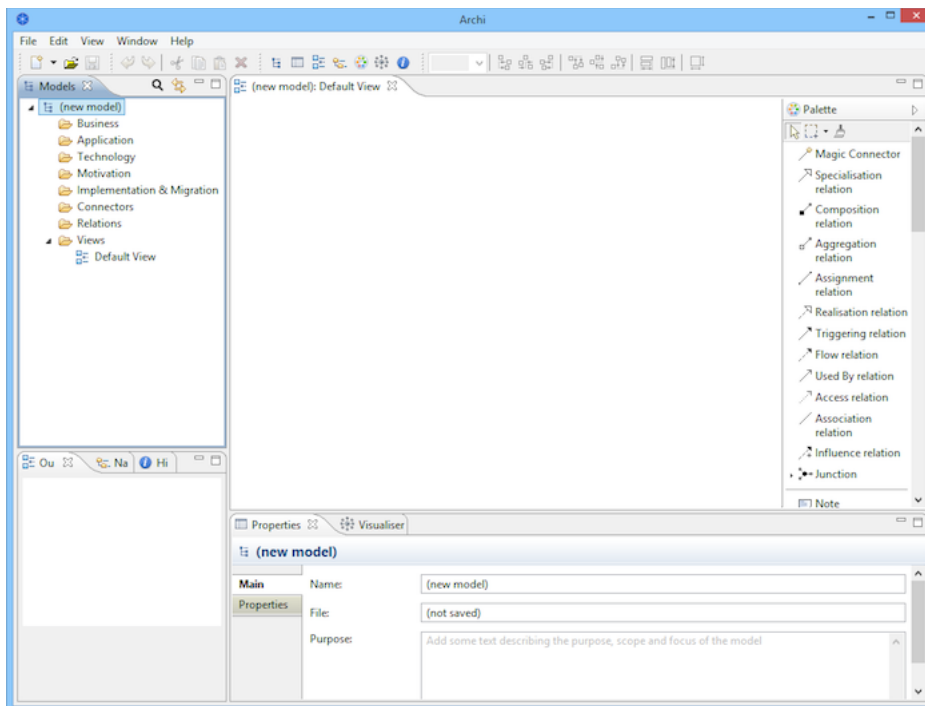 Archi
File Edit View Window Help
Models
(new model)
Business
Application
Technology
Motivation
Implementation & Migration
Connectors
Relations
Views
Default View
(new model): Default View
Palette
Magic Connector
Specialisation
relation
Composition
relation
Aggregation
relation
Assignment
relation
Realisation relation
Triggering relation
Flow relation
Used By relation
Access relation
Association
relation
Influence relation
Junction
Note
Ou Na Hi
Properties Visualiser
(new model)
Main
Properties
Name: (new model)
File: (not saved)
Purpose: Add some text describing the purpose, scope and focus of the model